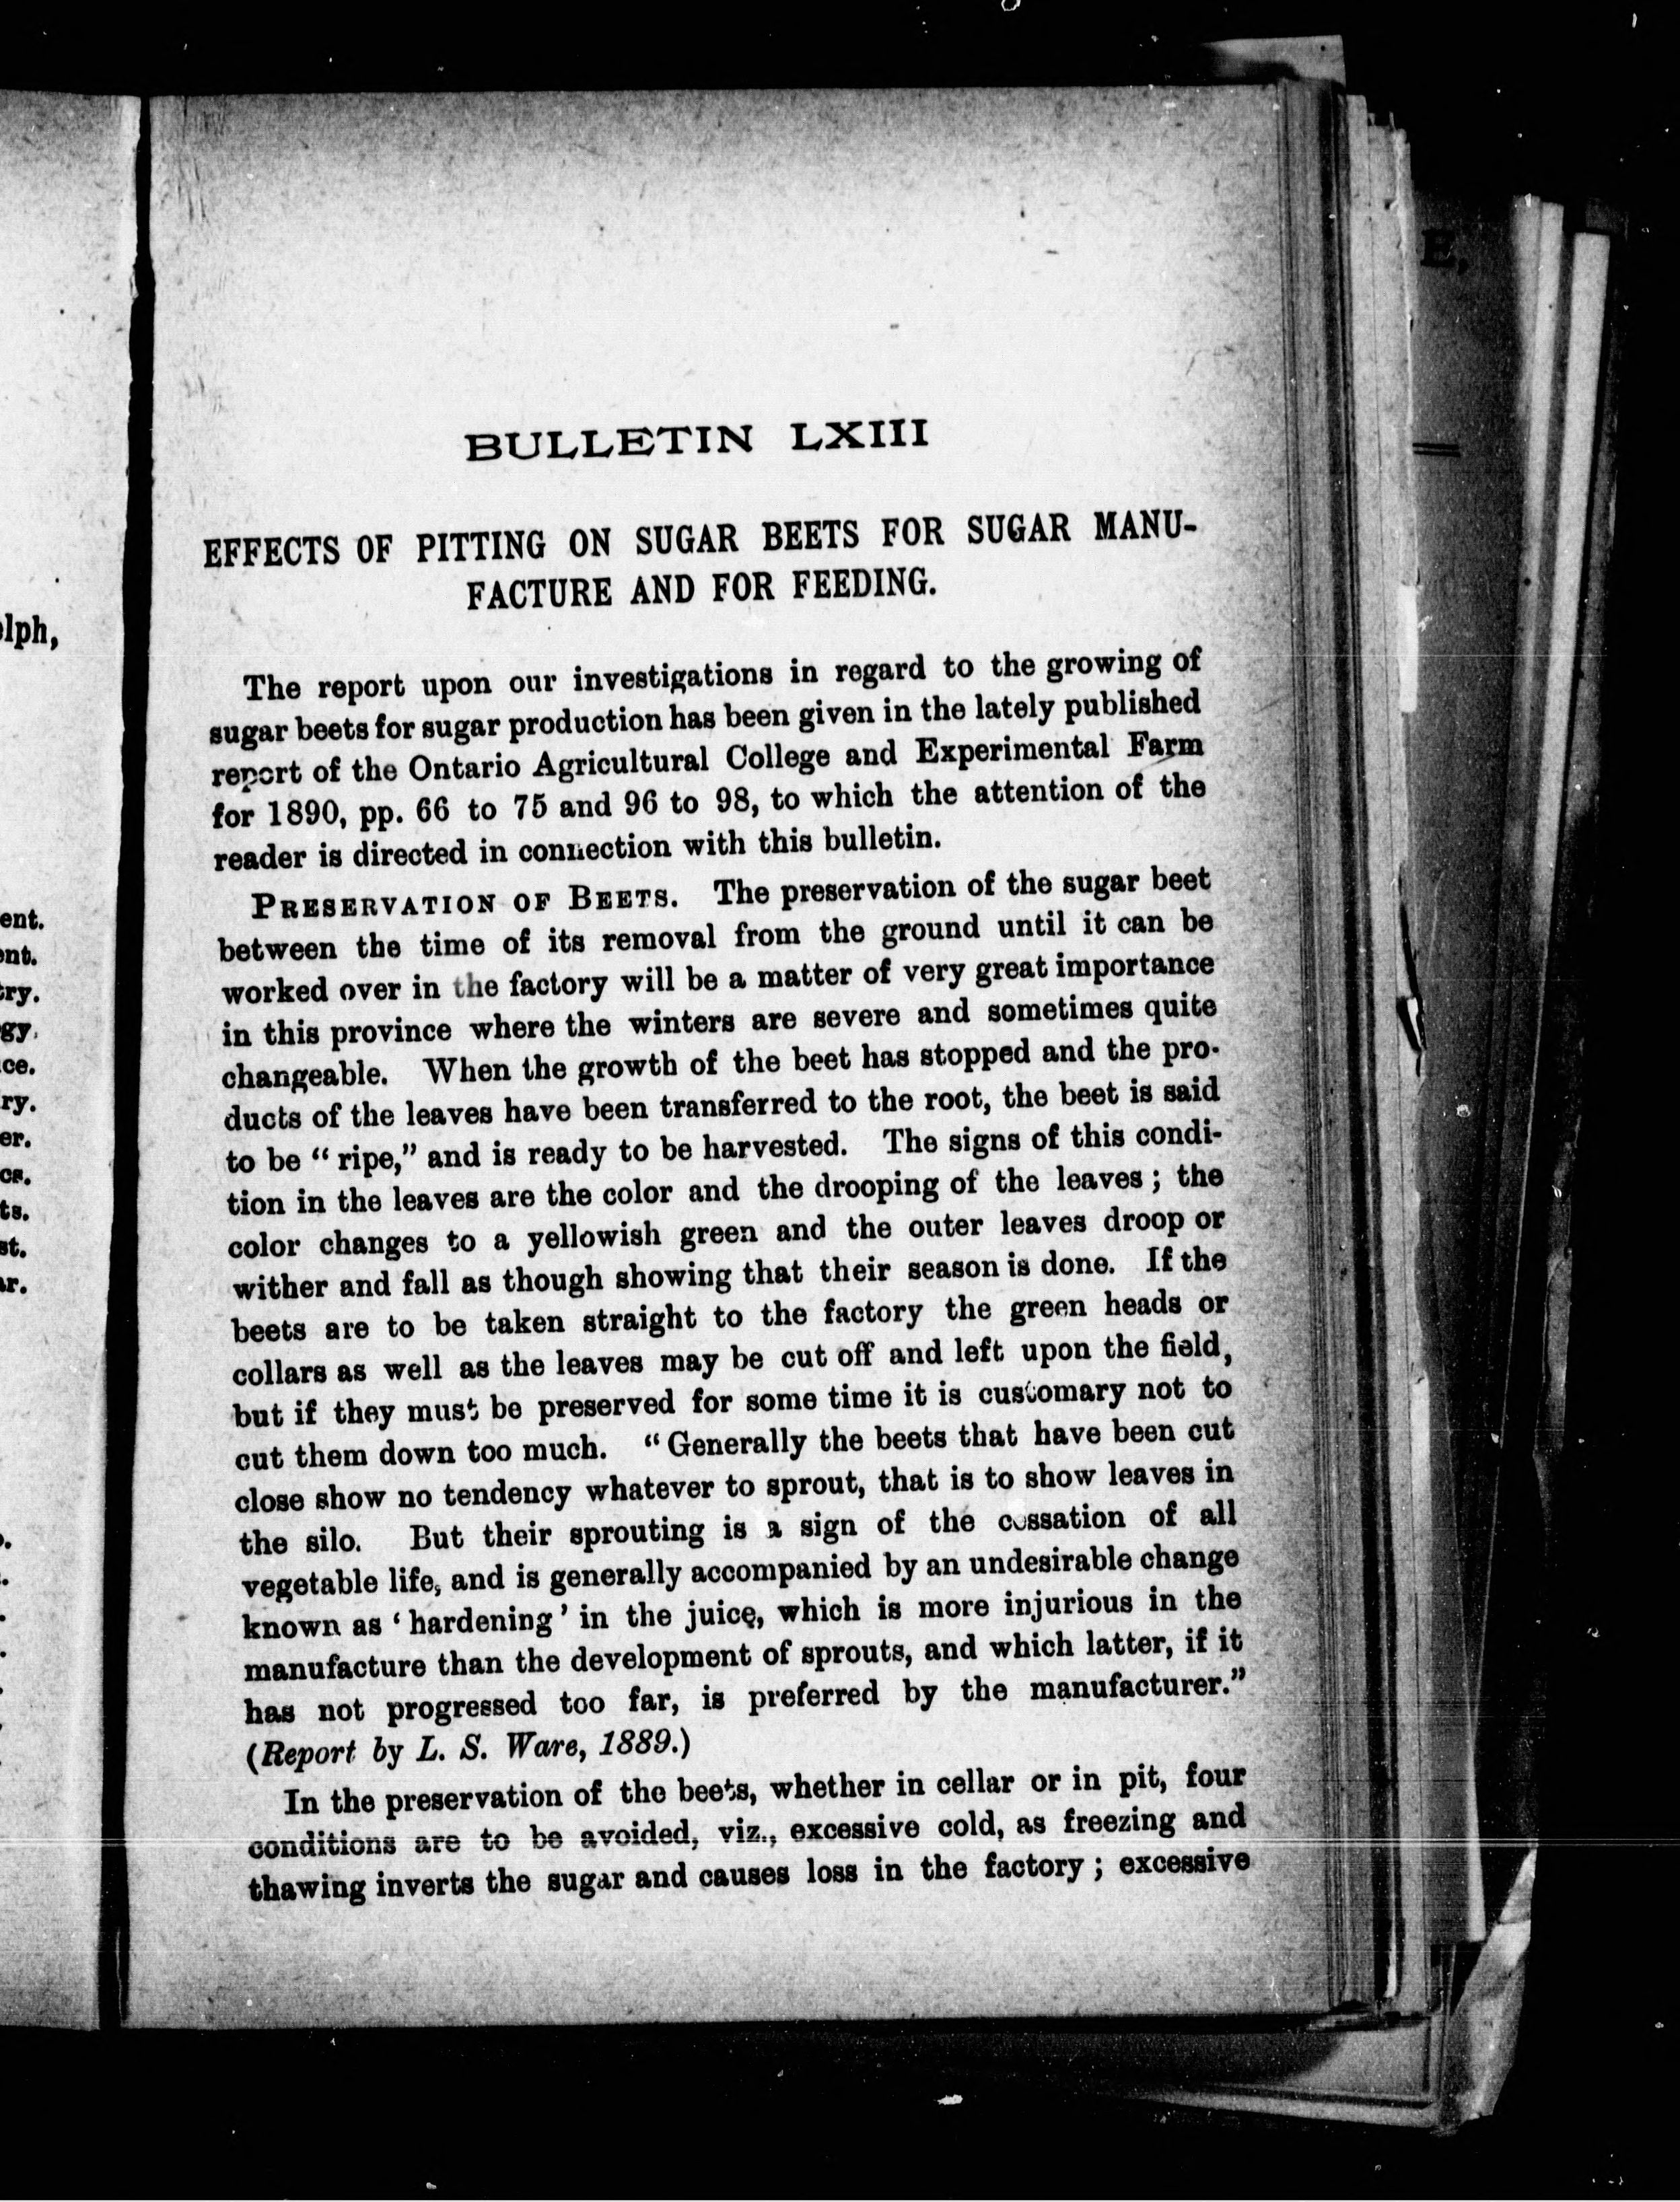 BULLETIN LXIII
EFFECTS OF PITTING ON SUGAR BEETS FOR SUGAR MANU-
FACTURE AND FOR FEEDING.
The report upon our investigations in regard to the growing of
sugar beets for sugar production has been given in the lately published
report of the Ontario Agricultural College and Experimental Farm
for 1890, pp. 66 to 75 and 96 to 98, to which the attention of the
reader is directed in connection with this bulletin.
PRESERVATION OF BEETS. The preservation of the sugar beet
between the time of its removal from the ground until it can be
worked over in the factory will be a matter of very great importance
in this province where the winters are severe and sometimes quite
changeable. When the growth of the beet has stopped and the pro-
ducts of the leaves have been transferred to the root, the beet is said
to be “ ripe,” and is ready to be harvested. The signs of this condi-
tion in the leaves are the color and the drooping of the leaves ; the
color changes to a yellowish green and the outer leaves droop or
wither and fall as though showing that their season is done. If the
beets are to be taken straight to the factory the green heads or
collars as well as the leaves may be cut off and left upon the field,
but if they must be preserved for some time it is customary not to
cut them down too much. “ Generally the beets that have been cut
close show no tendency whatever to sprout, that is to show leaves in
the silo. But their sprouting is a sign of the cessation of all
vegetable life, and is generally accompanied by an undesirable change
known as ‘ hardening ’ in the juice, which is more injurious in the
manufacture than the development of sprouts, and which latter, if it
has not progressed too far, is preferred by the manufacturer.”
(Report by L. S. Ware, 1889.)
In the preservation of the beets, whether in cellar or in pit, four
conditions are to be avoided, viz., excessive cold, as freezing and
thawing inverts the sugar and causes loss in the factory ; excessive
lph,
ent.
nt.
ry.
gy.
ce.
ry.
er.
cs.
ts.
st.
r.
E,